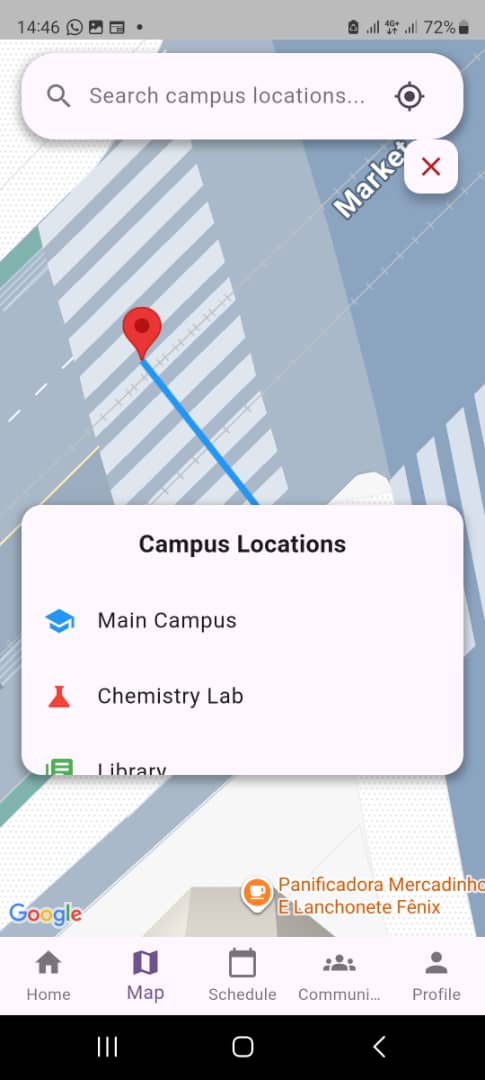 14:46 4G+ 72%
Search campus locations...
Market
Campus Locations
Main Campus
Chemistry Lab
Library
Panificadora Mercadinho
E Lanchonete Fênix
Google
Home Map Schedule Communi... Profile